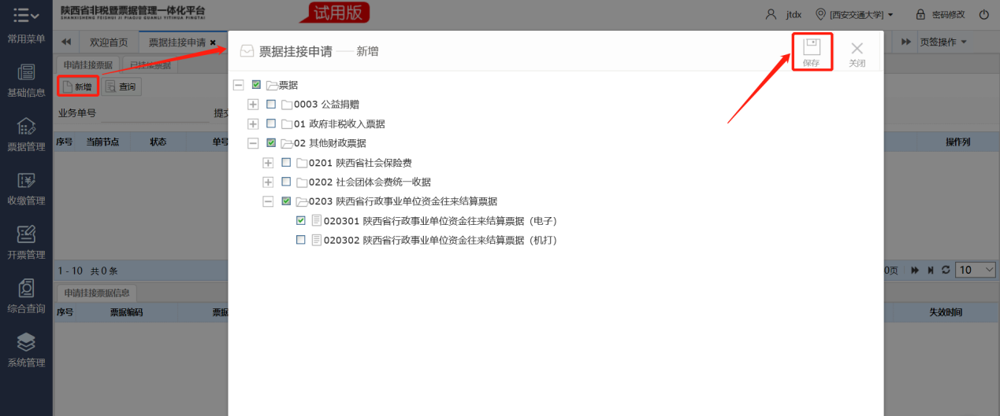 陕西省非税暨票据管理一体化平台
SHANXISHENG FEISHUI JI PIAOJU GUANLI YITIHUA PINGTAI
试用版
jtdx [西安交通大学] 密码修改
常用菜单
基础信息
票据管理
收缴管理
开票管理
综合查询
系统管理
欢迎首页 票据挂接申请 页签操作
申请挂接票据 已挂接票据
新增 查询
业务单号 提交
序号 当前节点 状态 单号 操作列
票据挂接申请 新增
保存
关闭
票据
0003 公益捐赠
01 政府非税收入票据
02 其他财政票据
0201 陕西省社会保险费
0202 社会团体会费统一收据
0203 陕西省行政事业单位资金往来结算票据
020301 陕西省行政事业单位资金往来结算票据（电子）
020302 陕西省行政事业单位资金往来结算票据（机打）
1 - 10 共 0 条 0页 10
申请挂接票据信息
序号 票据编码 票据 失效时间